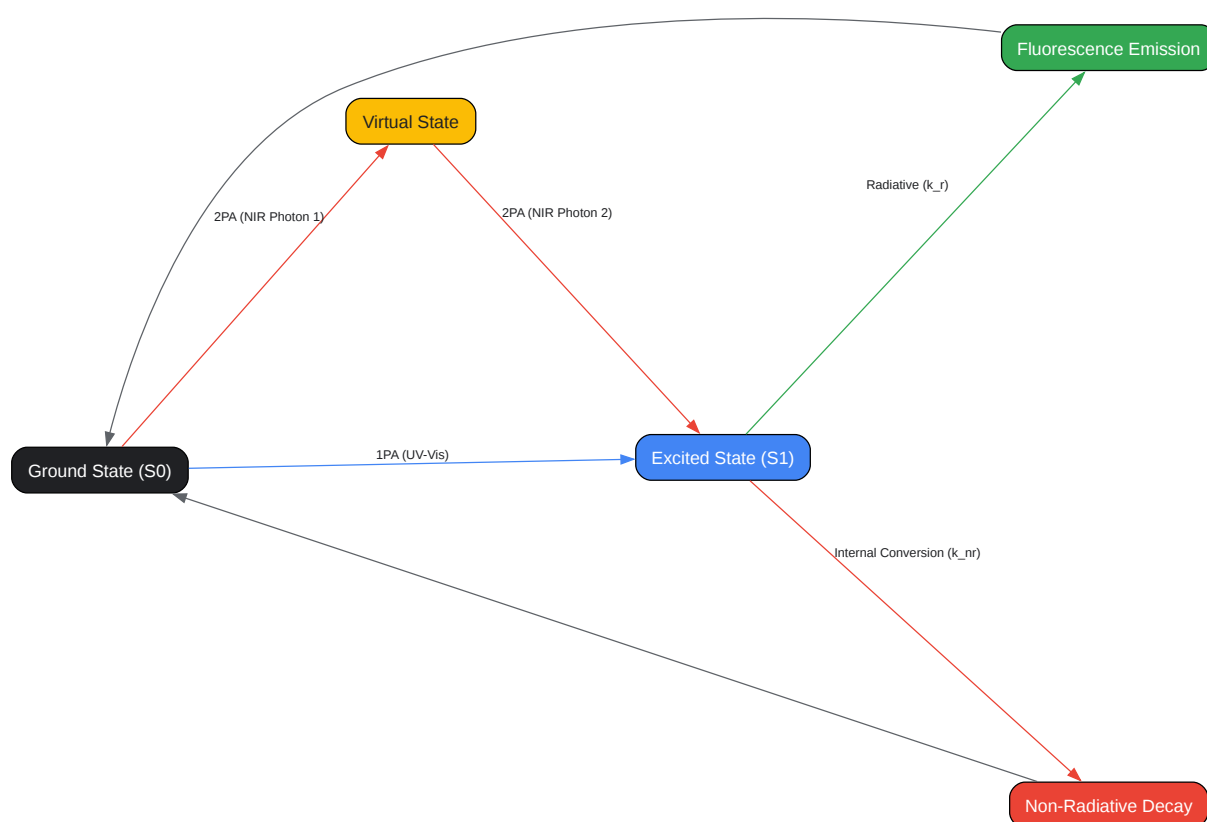 Fluorescence Emission
Virtual State
Radiative (k_r)
2PA (NIR Photon 1)
2PA (NIR Photon 2)
1PA (UV-Vis)
Ground State (S0)
Excited State (S1)
Internal Conversion (k_nr)
Non-Radiative Decay